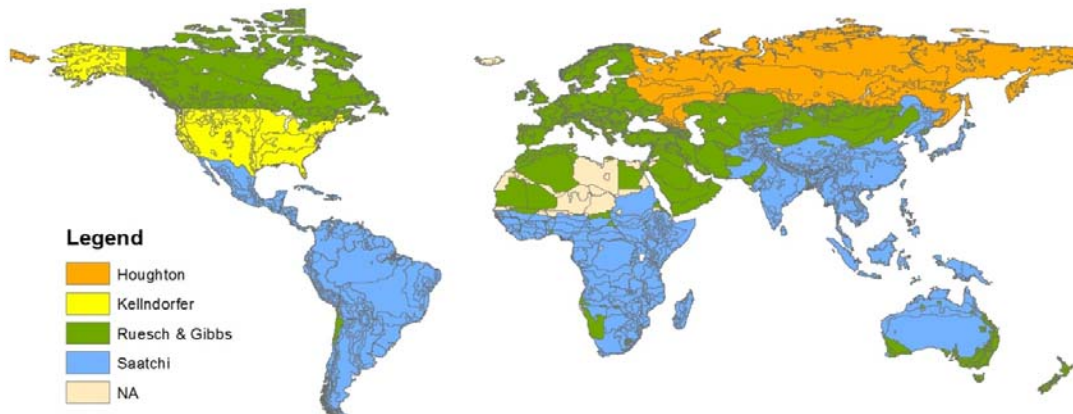 Legend
Houghton
Kellndorfer
Ruesch & Gibbs
Saatchi
NA